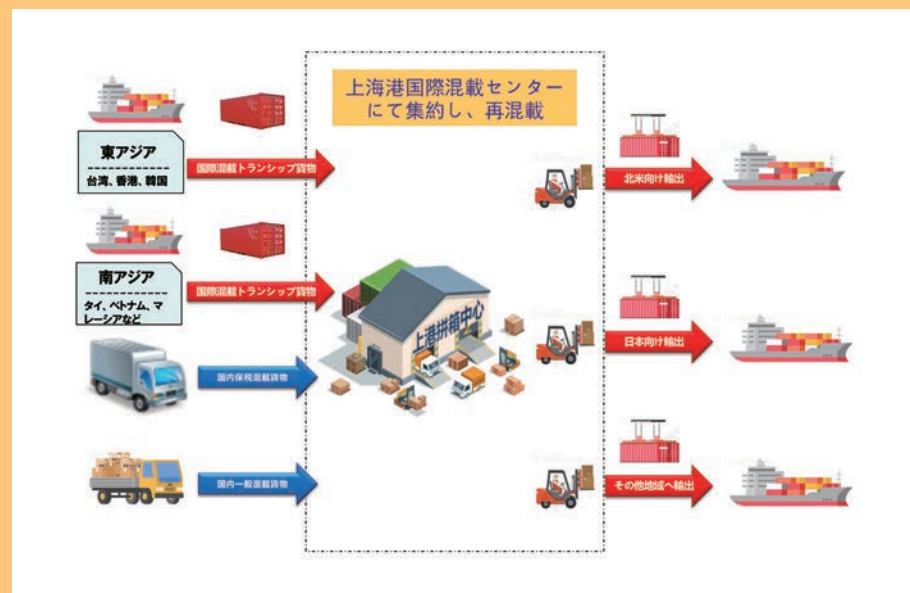 上海港国際混載センター
にて集約し、再混載
東アジア
台湾、香港、韓国
国際混載トランシップ貨物
北米向け輸出
南アジア
タイ、ベトナム、マ
レーシアなど
国際混載トランシップ貨物
上港拼箱中心
日本向け輸出
国内保税混載貨物
国内一般混載貨物
その他地域へ輸出